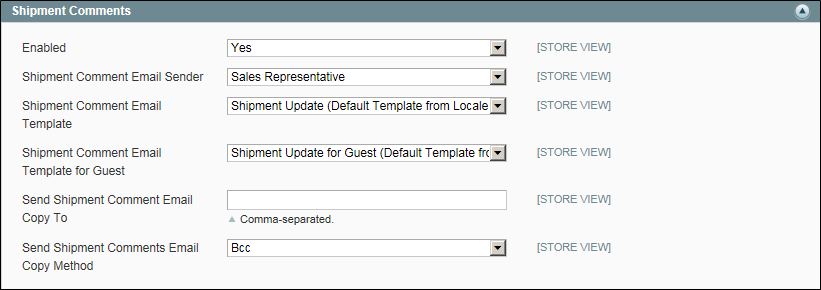 Shipment Comments
Enabled
Yes
[STORE VIEW]
Shipment Comment Email Sender
Sales Representative
[STORE VIEW]
Shipment Comment Email
Template
Shipment Update (Default Template from Locale
[STORE VIEW]
Shipment Comment Email
Template for Guest
Shipment Update for Guest (Default Template fro
[STORE VIEW]
Send Shipment Comment Email
Copy To
[STORE VIEW]
Comma-separated.
Send Shipment Comments Email
Copy Method
Bcc
[STORE VIEW]